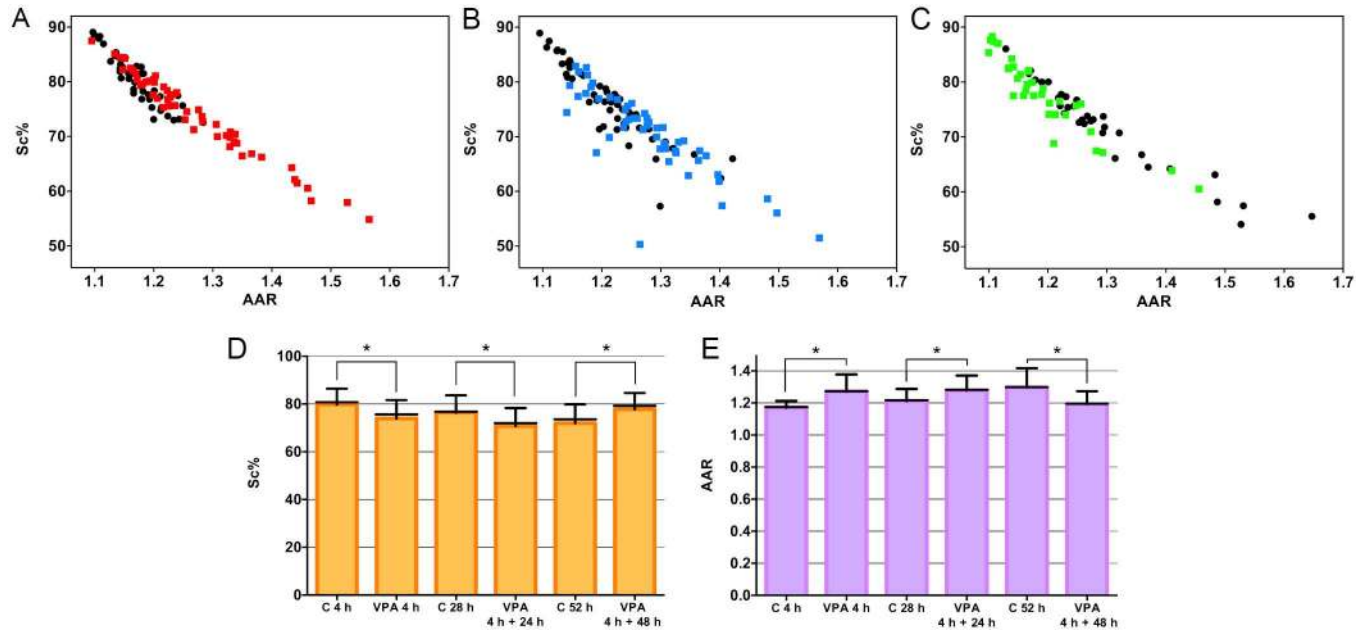 A
Sc%
90
80
70
60
50
1.1 1.2 1.3 1.4 1.5 1.6 1.7
AAR
B
Sc%
90
80
70
60
50
1.1 1.2 1.3 1.4 1.5 1.6 1.7
AAR
C
Sc%
90
80
70
60
50
1.1 1.2 1.3 1.4 1.5 1.6 1.7
AAR
D
Sc%
100
80
60
40
20
0
* * *
C 4 h VPA 4 h C 28 h VPA C 52 h VPA
4 h + 24 h 4 h + 48 h
E
AAR
1.4
1.2
1.0
0.8
0.6
0.4
0.2
0.0
* * *
C 4 h VPA 4 h C 28 h VPA C 52 h VPA
4 h + 24 h 4 h + 48 h